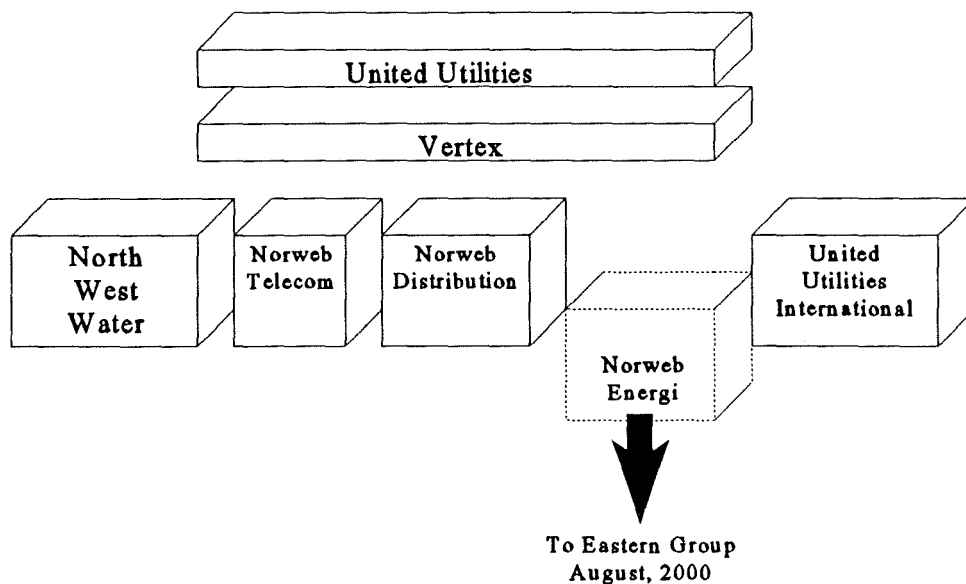 United Utilities
Vertex
North
West
Water
Norweb
Telecom
Norweb
Distribution
Norweb
Energi
United
Utilities
International
To Eastern Group
August, 2000